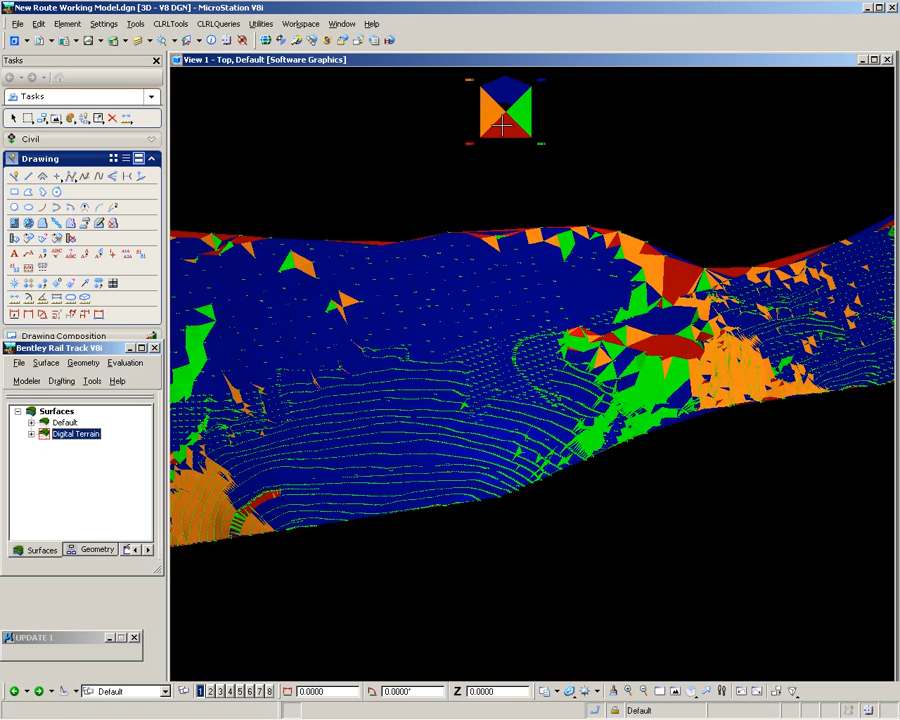 New Route Working Model.dgn [3D - V8 DGN] - MicroStation V8i
File Edit Element Settings Tools CLRLTools CLRLQueries Utilities Workspace Window Help
Tasks
View 1 - Top, Default [Software Graphics]
Tasks
Civil
Drawing
Drawing Composition
Bentley Rail Track V8i
File Surface Geometry Evaluation
Modeler Drafting Tools Help
Surfaces
Default
Digital Terrain
Surfaces Geometry
UPDATE 1
Default 1 2 3 4 5 6 7 8 0.0000 0.0000° Z 0.0000
Default